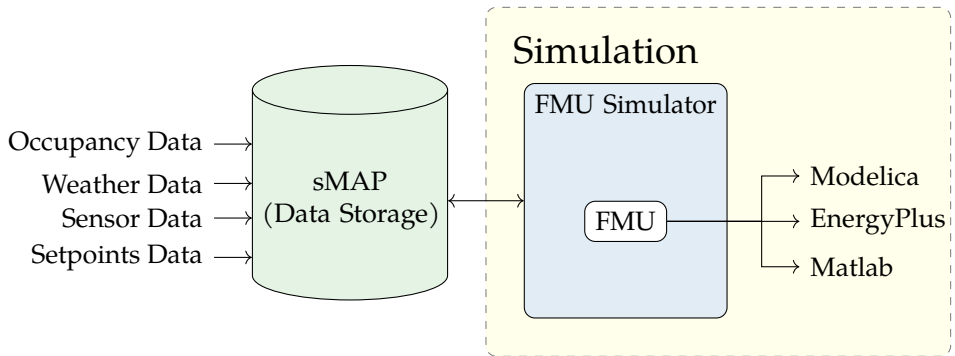 Simulation
FMU Simulator
Occupancy Data
Weather Data
Sensor Data
Setpoints Data
sMAP
(Data Storage)
FMU
Modelica
EnergyPlus
Matlab